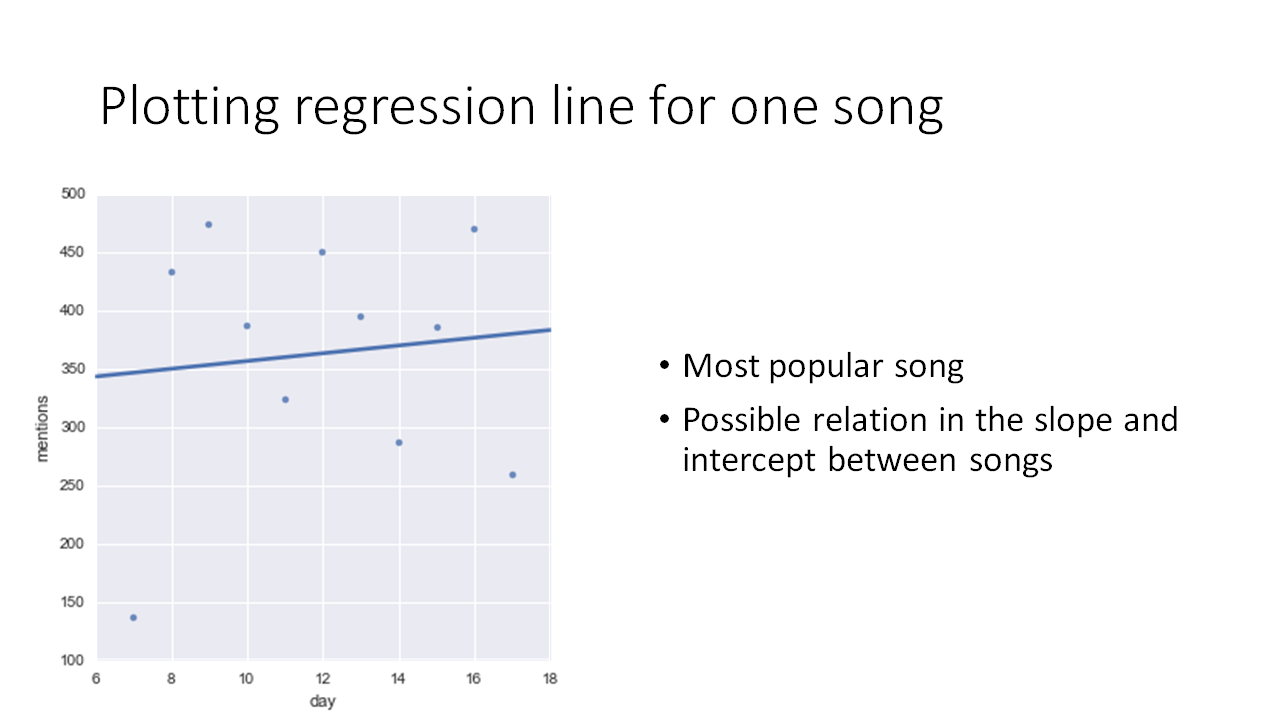 Plotting regression line for one song
500
450
400
350
300
250
200
150
100
mentions
6 8 10 12 14 16 18
day
• Most popular song
• Possible relation in the slope and
intercept between songs